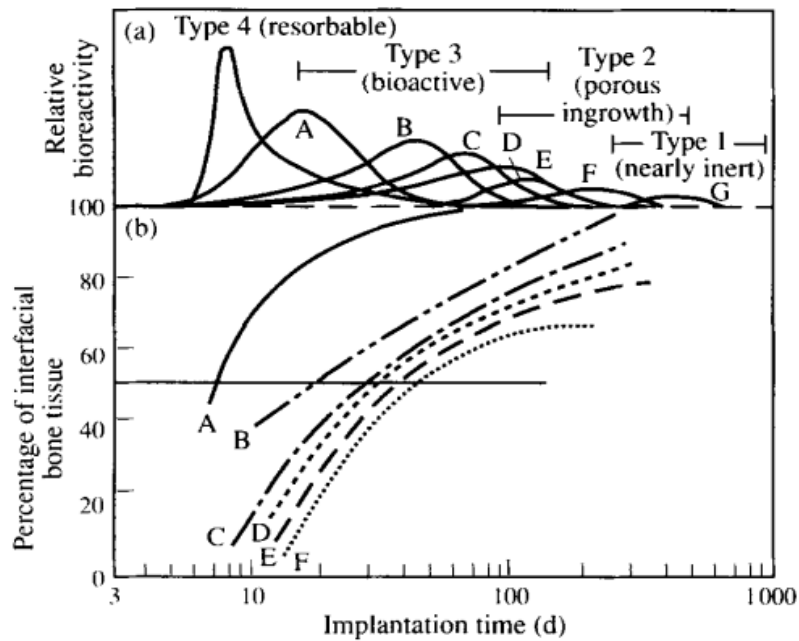 (a)
Type 4 (resorbable)
Type 3
(bioactive)
Type 2
(porous
ingrowth)
Type 1
(nearly inert)
Relative
bioreactivity
A
B
C
D
E
F
G
100
(b)
80
60
40
20
0
Percentage of interfacial
bone tissue
A
B
C
D
E
F
3
10
100
1000
Implantation time (d)